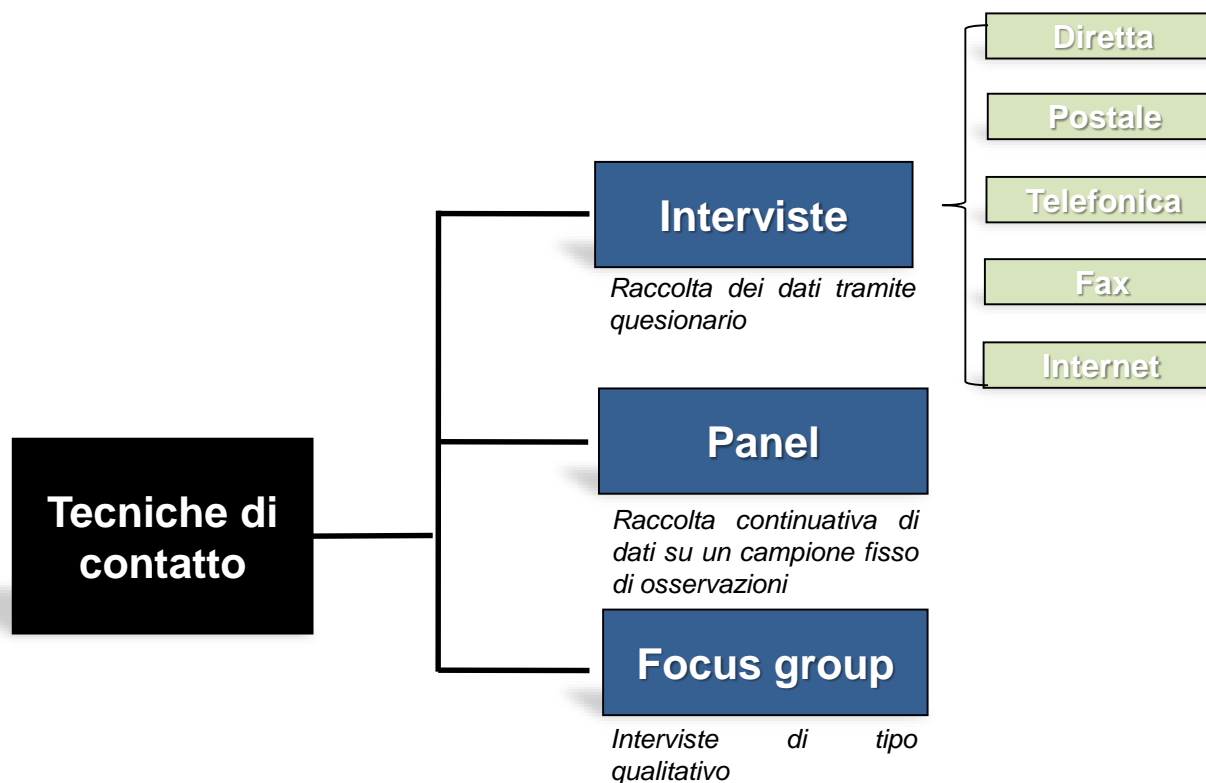 Diretta
Postale
Interviste
Telefonica
Raccolta dei dati tramite
quesionario
Fax
Internet
Panel
Tecniche di
contatto
Raccolta continuativa di
dati su un campione fisso
di osservazioni
Focus group
Interviste di tipo
qualitativo